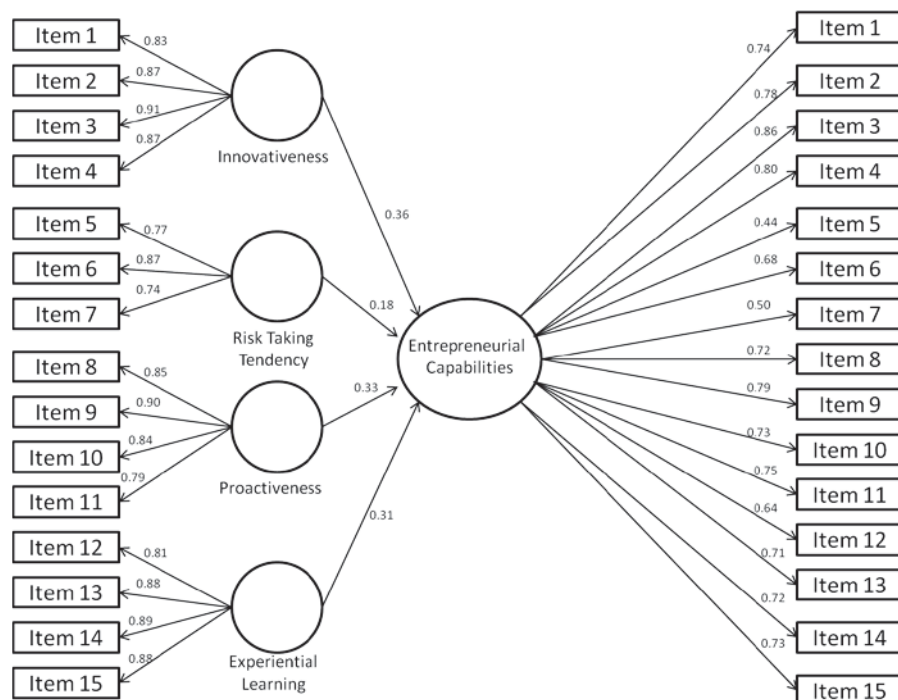 Item 1
0.83
Item 2
0.87
Item 3
0.91
Item 4
0.87
Innovativeness
Item 5
0.77
Item 6
0.87
Item 7
0.74
Risk Taking
Tendency
Item 8
0.85
Item 9
0.90
Item 10
0.84
Item 11
0.79
Proactiveness
Item 12
0.81
Item 13
0.88
Item 14
0.89
Item 15
0.88
Experiential
Learning
0.36
0.18
0.33
0.31
Entrepreneurial
Capabilities
0.74
Item 1
0.78
Item 2
0.86
Item 3
0.80
Item 4
0.44
Item 5
0.68
Item 6
0.50
Item 7
0.72
Item 8
0.79
Item 9
0.73
Item 10
0.75
Item 11
0.64
Item 12
0.71
Item 13
0.72
Item 14
0.73
Item 15